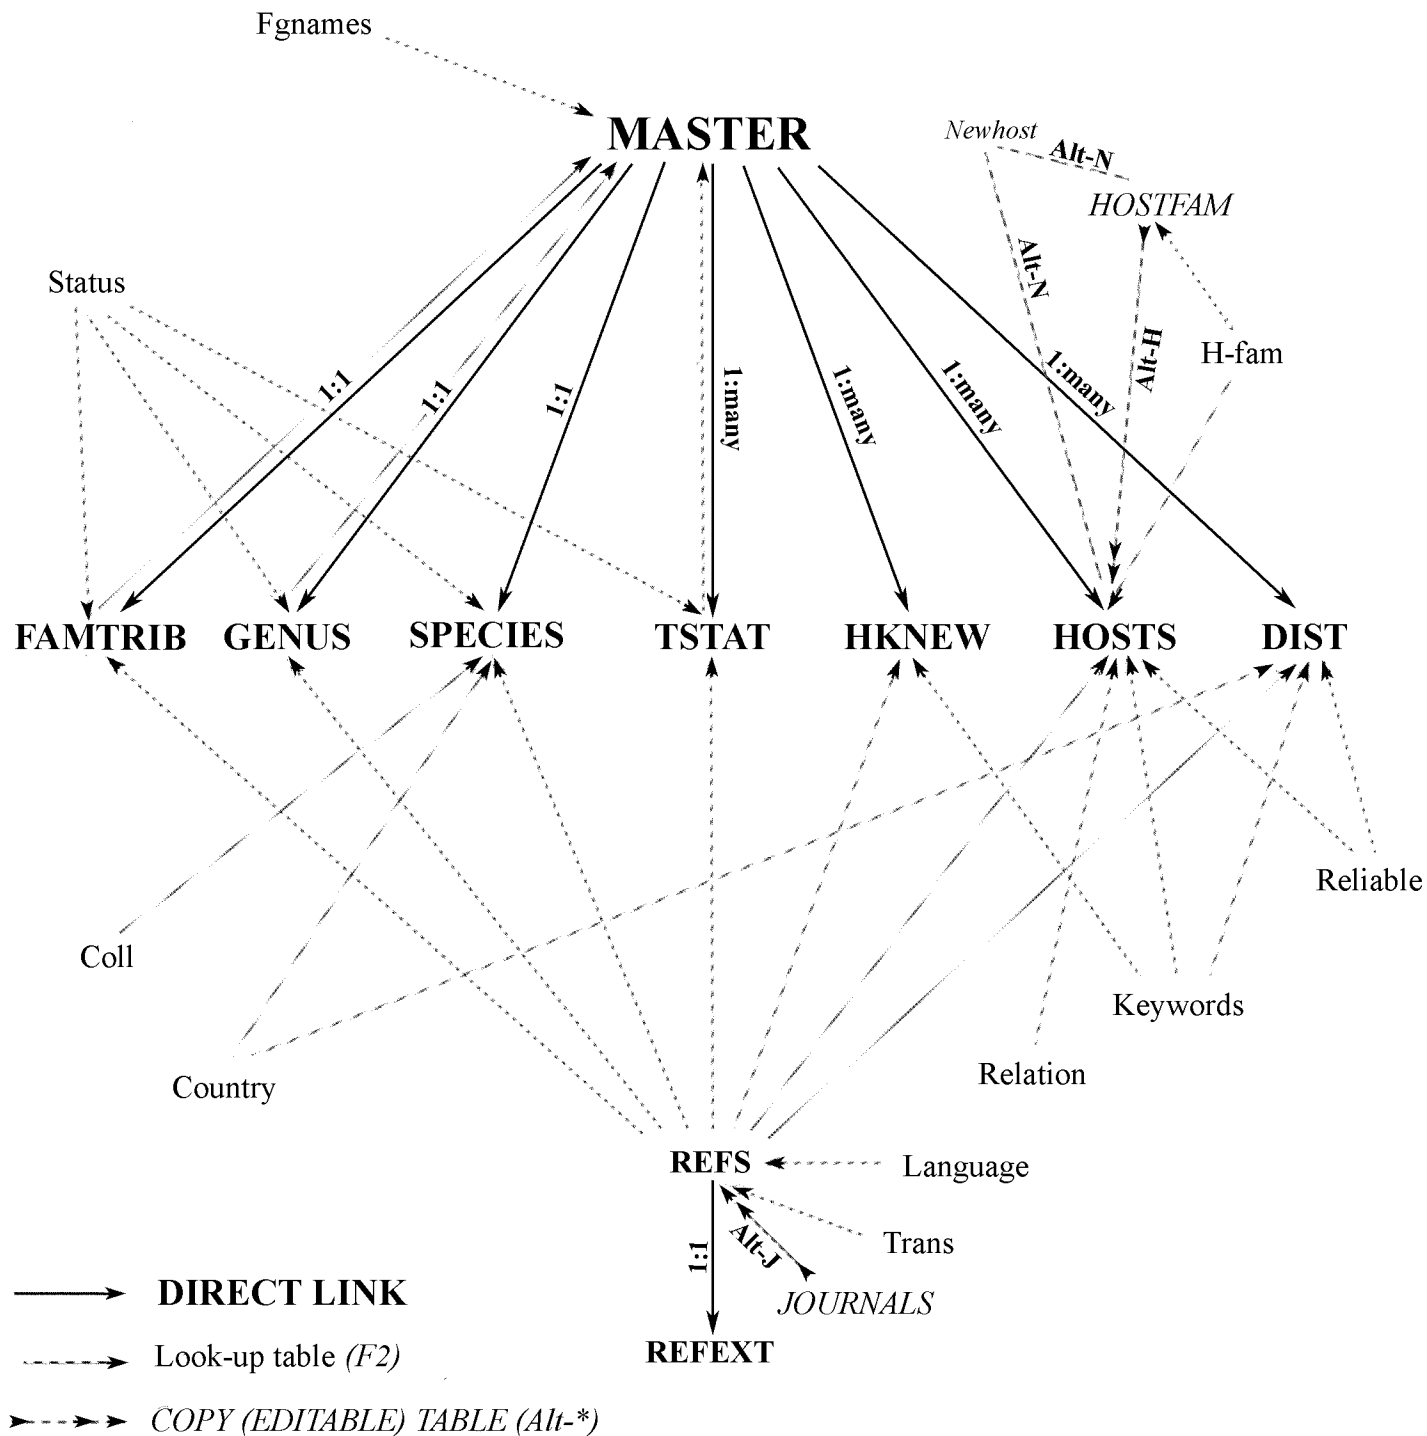 Fgnames
MASTER
Newhost
Alt-N
HOSTFAM
Alt-N
Status
Alt-H
H-fam
1:1
1:1
1:1
1:many
1:many
1:many
1:many
FAMTRIB
GENUS
SPECIES
TSTAT
HKNEW
HOSTS
DIST
Reliable
Coll
Keywords
Country
Relation
REFS
Language
1:1
Alt-J
Trans
JOURNALS
REFEXT
DIRECT LINK
Look-up table (F2)
COPY (EDITABLE) TABLE (Alt-*)